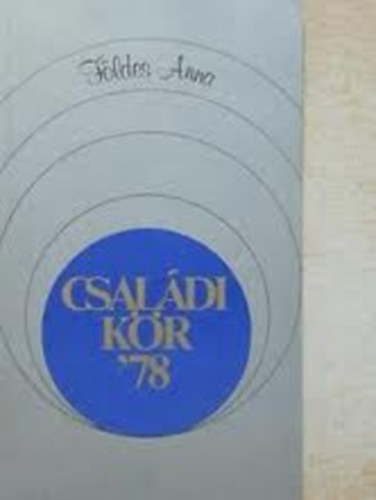 Földes Anna
CSALÁDI
KÖR
'78